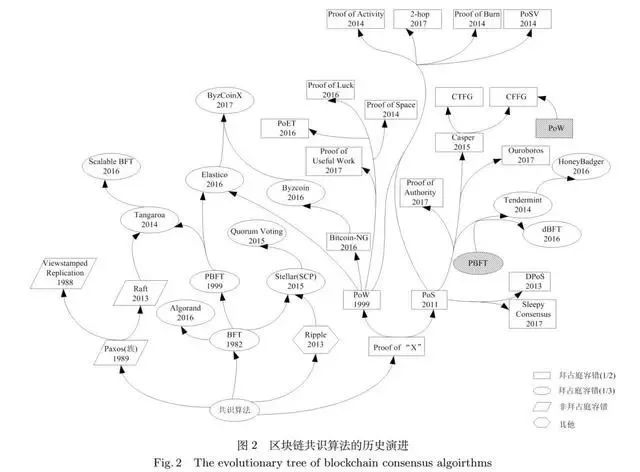 Proof of Activity
2014
2-hop
2017
Proof of Burn
2014
PoSV
2014
ByzCoinX
2017
Proof of Luck
2016
Proof of Space
2014
CTFG
CFFG
PoET
2016
PoW
Casper
2015
Scalable BFT
2016
Elastico
2016
Proof of
Useful Work
2017
Ouroboros
2017
HoneyBadger
2016
Byzcoin
2016
Proof of
Authority
2017
Tendermint
2014
Tangaroa
2014
Quorum Voting
2015
Bitcoin-NG
2016
dBFT
2016
Viewstamped
Replication
1988
Raft
2013
PBFT
1999
Stellar(SCP)
2015
PoW
1999
PoS
2011
PBFT
DPoS
2013
Sleepy
Consensus
2017
Algorand
2016
BFT
1982
Ripple
2013
Paxos(族)
1989
Proof of “X”
共识算法
拜占庭容错(1/2)
拜占庭容错(1/3)
非拜占庭容错
其他
图 2 区块链共识算法的历史演进
Fig. 2 The evolutionary tree of blockchain consensus algoirthms